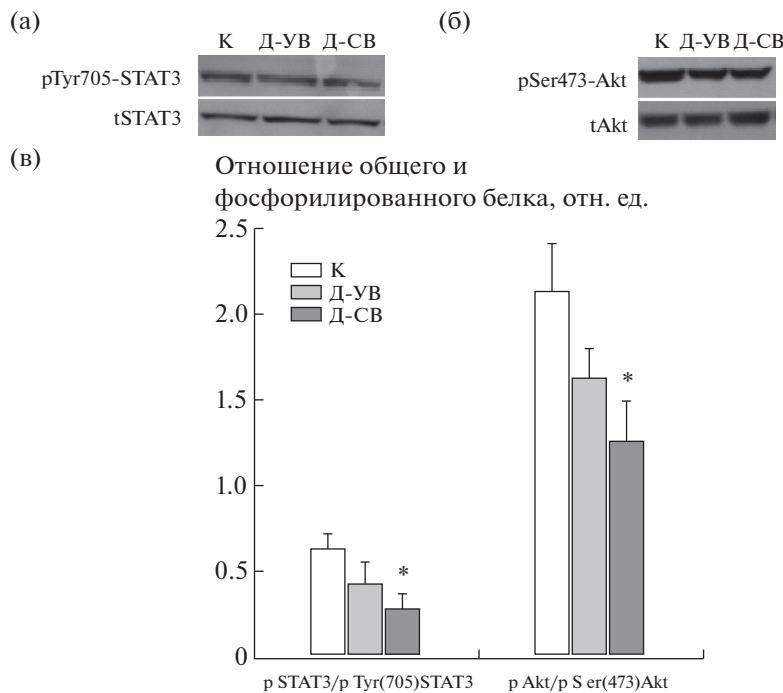 (а)
К Д-УВ Д-СВ
pTyr705-STAT3
tSTAT3
(б)
К Д-УВ Д-СВ
pSer473-Akt
tAkt
(в)
Отношение общего и
фосфорилированного белка, отн. ед.
2.5
2.0
1.5
1.0
0.5
0
К
Д-УВ
Д-СВ
*
*
p STAT3/p Tyr(705)STAT3
p Akt/p S er(473)Akt